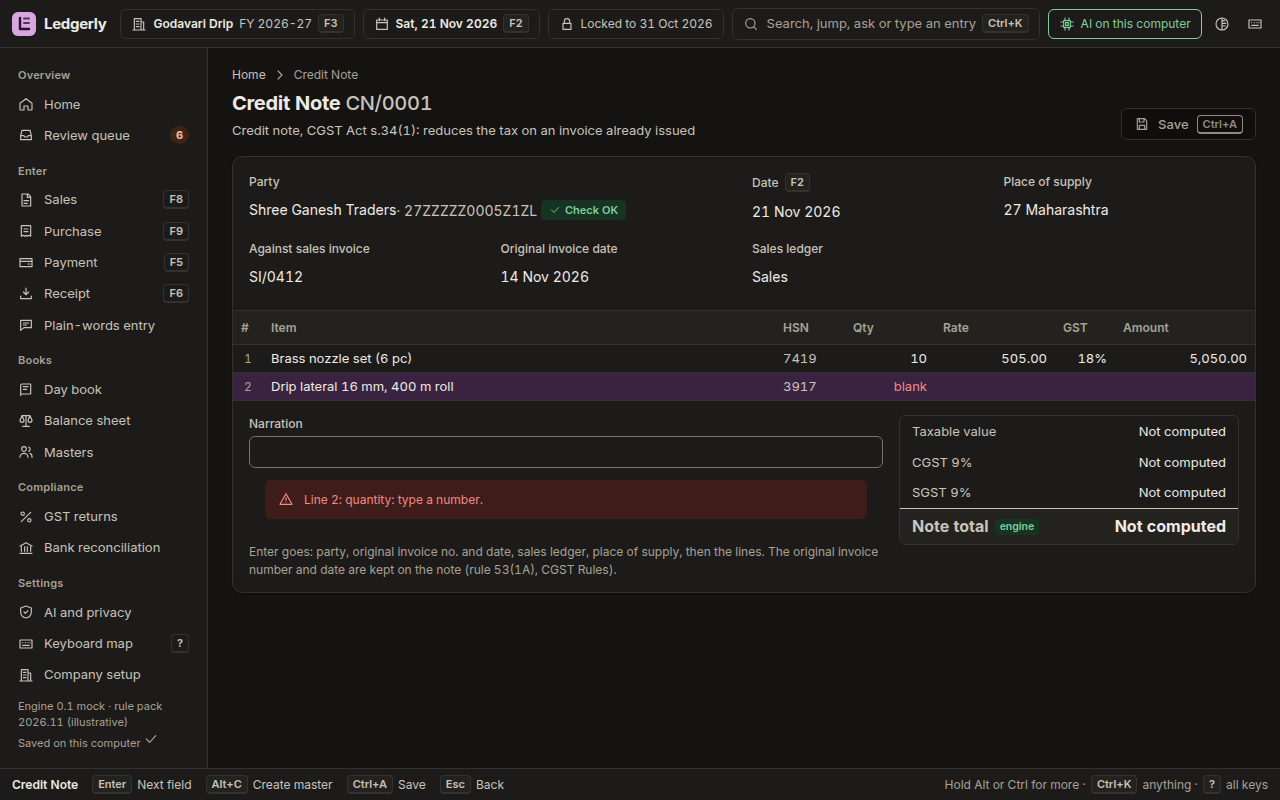 Ledgerly
Godavari Drip FY 2026-27 F3
Sat, 21 Nov 2026 F2
Locked to 31 Oct 2026
Search, jump, ask or type an entry Ctrl+K
AI on this computer
Overview
Home
Review queue 6
Enter
Sales F8
Purchase F9
Payment F5
Receipt F6
Plain-words entry
Books
Day book
Balance sheet
Masters
Compliance
GST returns
Bank reconciliation
Settings
AI and privacy
Keyboard map ?
Company setup
Engine 0.1 mock · rule pack
2026.11 (illustrative)
Saved on this computer
Home > Credit Note
Credit Note CN/0001
Credit note, CGST Act s.34(1): reduces the tax on an invoice already issued
Save Ctrl+A
Party Date F2 Place of supply
Shree Ganesh Traders· 27ZZZZZ0005Z1ZL Check OK 21 Nov 2026 27 Maharashtra
Against sales invoice Original invoice date Sales ledger
SI/0412 14 Nov 2026 Sales
# Item HSN Qty Rate GST Amount
1 Brass nozzle set (6 pc) 7419 10 505.00 18% 5,050.00
2 Drip lateral 16 mm, 400 m roll 3917 blank
Narration
Line 2: quantity: type a number.
Enter goes: party, original invoice no. and date, sales ledger, place of supply, then the lines. The original invoice
number and date are kept on the note (rule 53(1A), CGST Rules).
Taxable value Not computed
CGST 9% Not computed
SGST 9% Not computed
Note total engine Not computed
Credit Note Enter Next field Alt+C Create master Ctrl+A Save Esc Back
Hold Alt or Ctrl for more · Ctrl+K anything · ? all keys